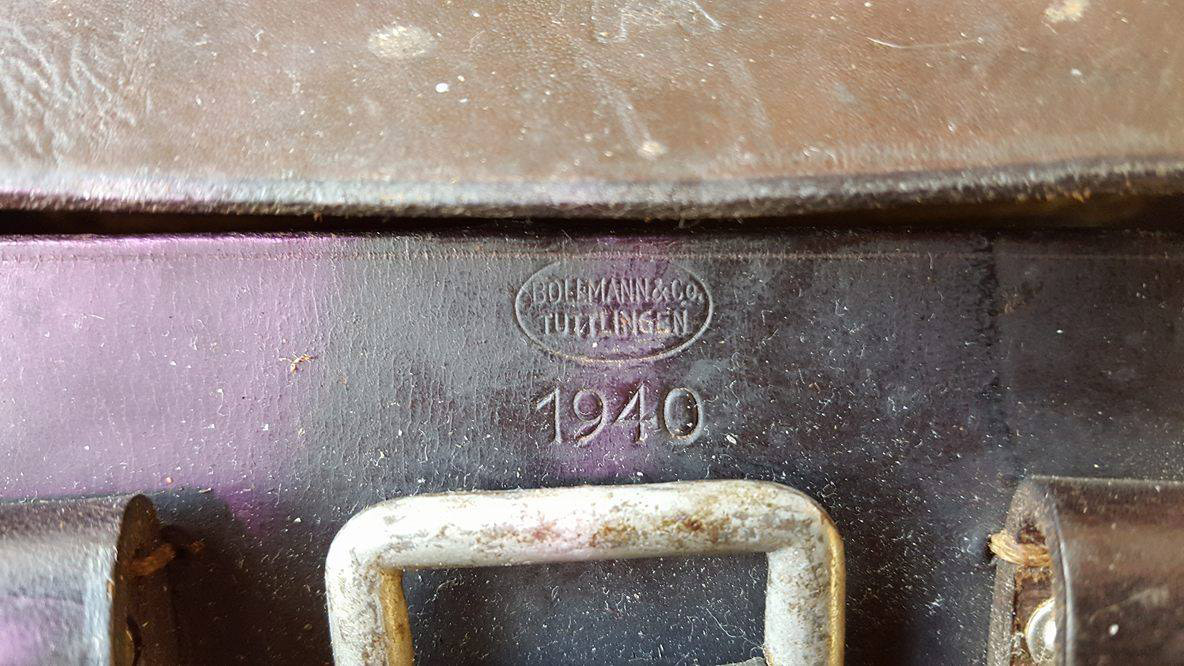 BOLLMANN & CO.
TUTTLINGEN
1940